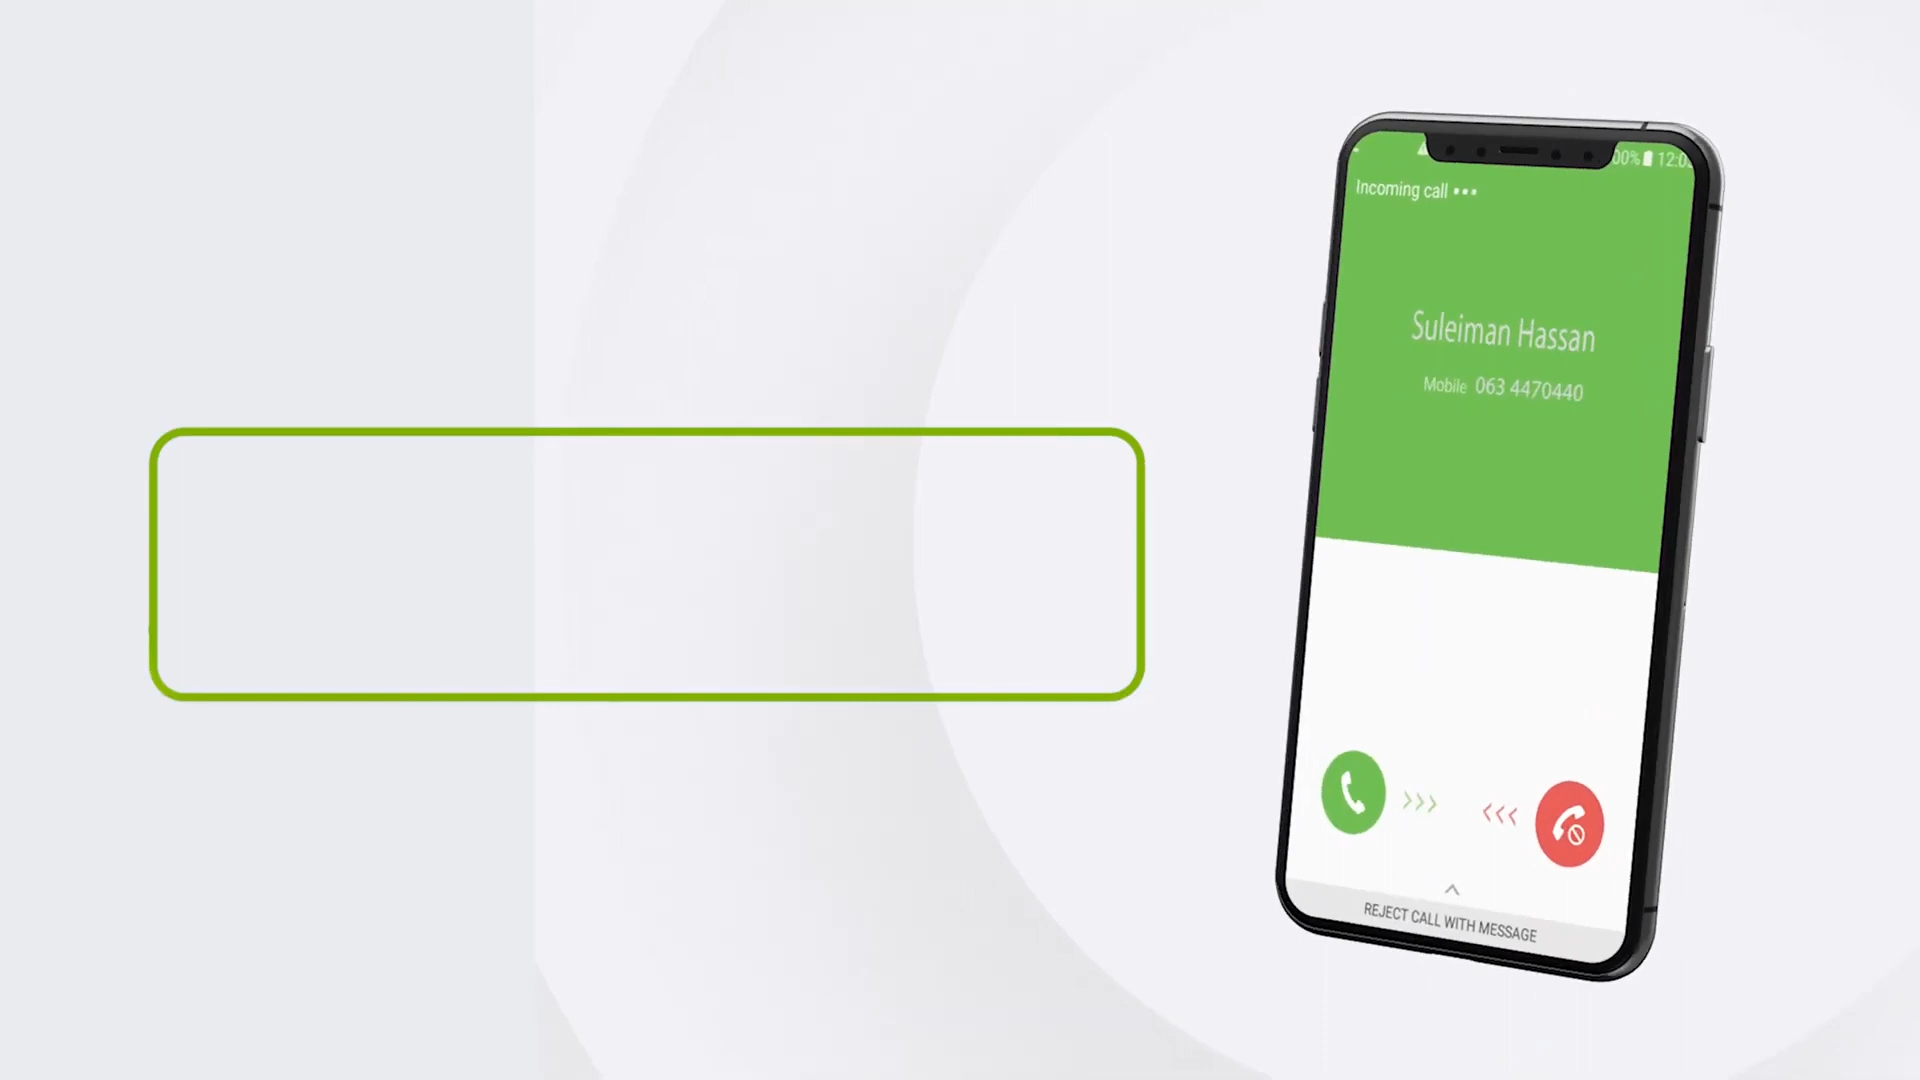 00% 12:0
Incoming call •••
Suleiman Hassan
Mobile 063 4470440
REJECT CALL WITH MESSAGE